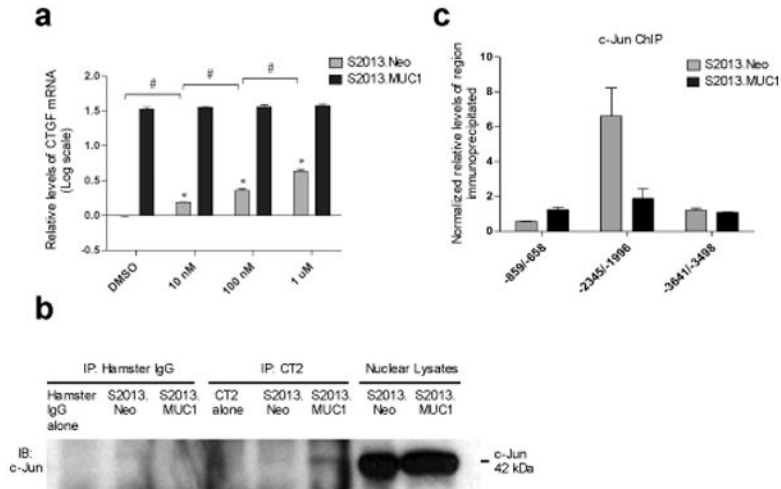 a
S2013.Neo
S2013.MUC1
Relative levels of CTGF mRNA
(Log scale)
2.0
1.5
1.0
0.5
0.0
-0.5
#
#
#
*
*
*
DMSO
10 nM
100 nM
1 uM
c
c-Jun ChIP
S2013.Neo
S2013.MUC1
Normalized relative levels of region
immunoprecipitated
10
8
6
4
2
0
-859/-658
-2345/-1996
-3641/-3498
b
IP: Hamster IgG
IP: CT2
Nuclear Lysates
Hamster
IgG
alone
S2013.
Neo
S2013.
MUC1
CT2
alone
S2013.
Neo
S2013.
MUC1
S2013.
Neo
S2013.
MUC1
IB:
c-Jun
c-Jun
42 kDa